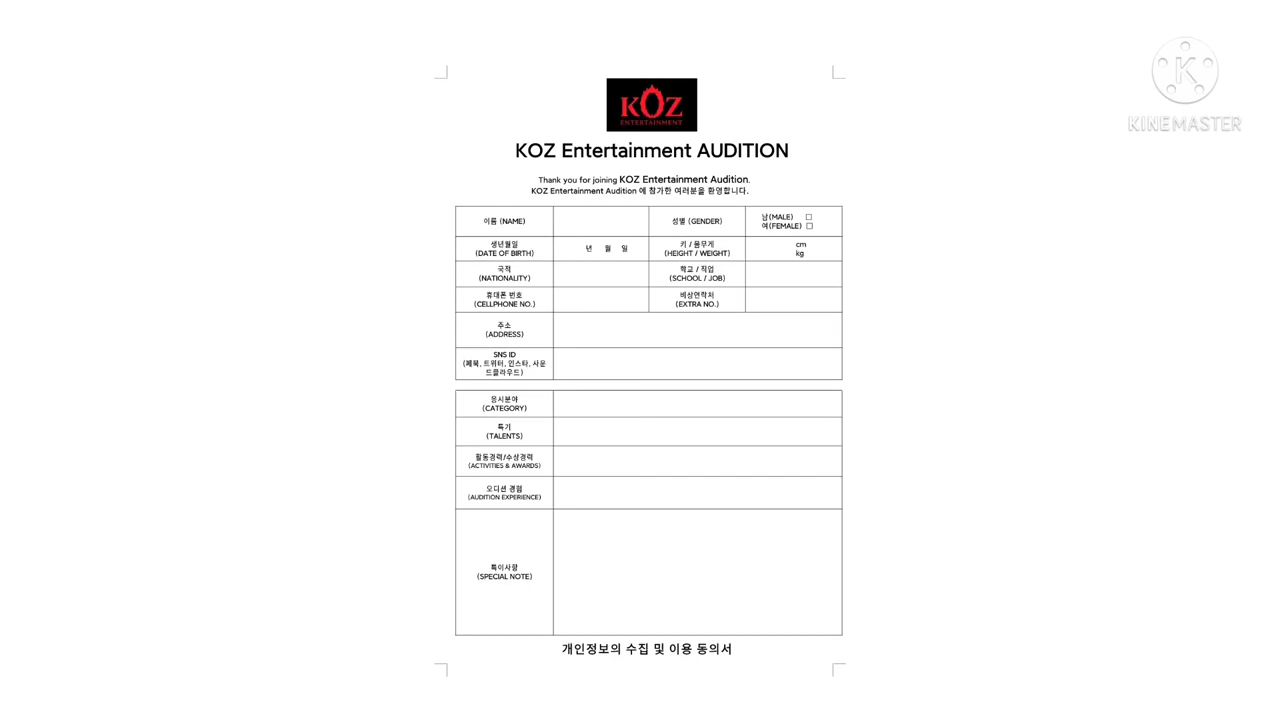 KOZ
ENTERTAINMENT
KINEMASTER
KOZ Entertainment AUDITION
Thank you for joining KOZ Entertainment Audition.
KOZ Entertainment Audition 에 참가한 여러분을 환영합니다.
이름 (NAME)
성별 (GENDER)
남(MALE) □
여(FEMALE) □
생년월일
(DATE OF BIRTH)
년 월 일
키 / 몸무게
(HEIGHT / WEIGHT)
cm
kg
국적
(NATIONALITY)
학교 / 직업
(SCHOOL / JOB)
휴대폰 번호
(CELLPHONE NO.)
비상연락처
(EXTRA NO.)
주소
(ADDRESS)
SNS ID
(페북, 트위터, 인스타, 사운
드클라우드)
응시분야
(CATEGORY)
특기
(TALENTS)
활동경력/수상경력
(ACTIVITIES & AWARDS)
오디션 경험
(AUDITION EXPERIENCE)
특이사항
(SPECIAL NOTE)
개인정보의 수집 및 이용 동의서